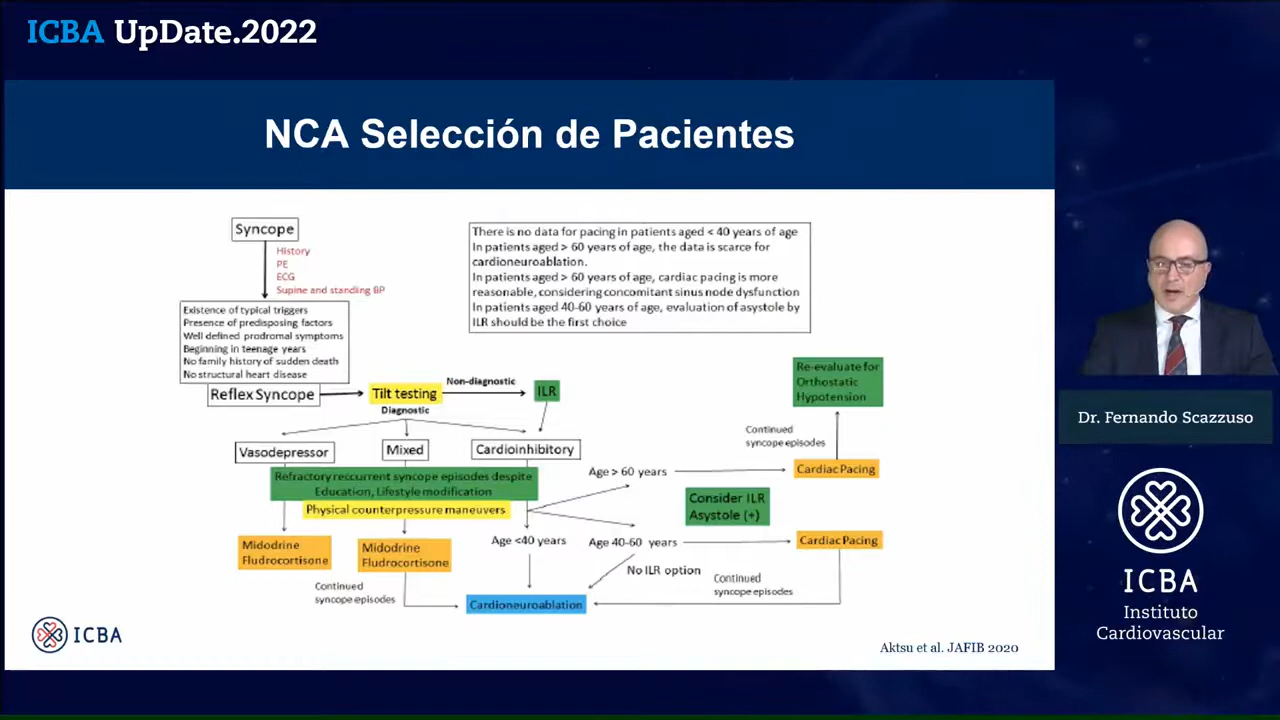 ICBA UpDate.2022
NCA Selección de Pacientes
Syncope
History
PE
ECG
Supine and standling BP
Existence of typical triggers
Presence of predisposing factors
Well defined prodromal symptoms
Beginning in teenage years
No family history of sudden death
No structural heart disease
Reflex Syncope
There is no data for pacing in patients aged < 40 years of age
In patients aged > 60 years of age, the data is scarce for
cardioneuroablation.
In patients aged > 60 years of age, cardiac pacing is more
reasonable, considering concomitant sinus node dysfunction
In patients aged 40-60 years of age, evaluation of asystole by
ILR should be the first choice
Tilt testing
Non-diagnostic
ILR
Diagnostic
Vasodepressor
Mixed
Cardioinhibitory
Refractory reccurrent syncope episodes despite
Education, Lifestyle modification
Physical counterpressure maneuvers
Midodrine
Fludrocortisone
Midodrine
Fludrocortisone
Continued
syncope episodes
Age > 60 years
Age <40 years
Age 40-60 years
No ILR option
Consider ILR
Asystole (+)
Re-evaluate for
Orthostatic
Hypotension
Continued
syncope episodes
Cardiac Pacing
Cardiac Pacing
Continued
syncope episodes
Cardioneuroablation
ICBA
Aktsu et al. JAFIB 2020
Dr. Fernando Scazzuso
ICBA
Instituto
Cardiovascular